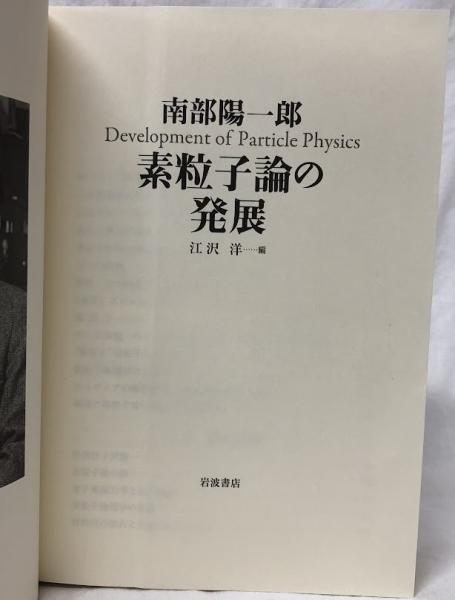 南部陽一郎
Development of Particle Physics
素粒子論の
発展
江沢 洋……編
岩波書店